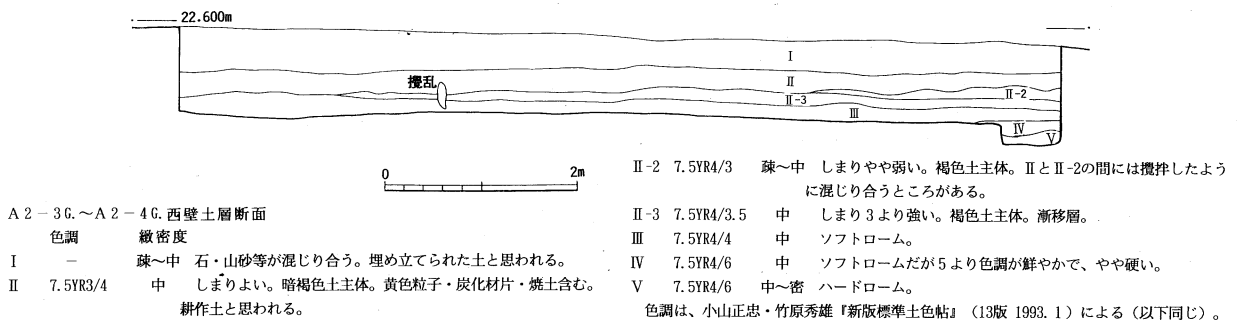 22.600m
Ⅰ
Ⅱ
攪乱
Ⅱ-2
Ⅱ-3
Ⅲ
Ⅳ
Ⅴ
0 2m
A2-3G.～A2-4G.西壁土層断面
色調 緻密度
Ⅰ － 疎～中 石・山砂等が混じり合う。埋め立てられた土と思われる。
Ⅱ 7.5YR3/4 中 しまりよい。暗褐色土主体。黄色粒子・炭化材片・焼土含む。
耕作土と思われる。
Ⅱ-2 7.5YR4/3 疎～中 しまりやや弱い。褐色土主体。ⅡとⅡ-2の間には攪拌したよう
に混じり合うところがある。
Ⅱ-3 7.5YR4/3.5 中 しまり3より強い。褐色土主体。漸移層。
Ⅲ 7.5YR4/4 中 ソフトローム。
Ⅳ 7.5YR4/6 中 ソフトロームだが5より色調が鮮やかで、やや硬い。
Ⅴ 7.5YR4/6 中～密 ハードローム。
色調は、小山正忠・竹原秀雄『新版標準土色帖』（13版 1993.1）による（以下同じ）。